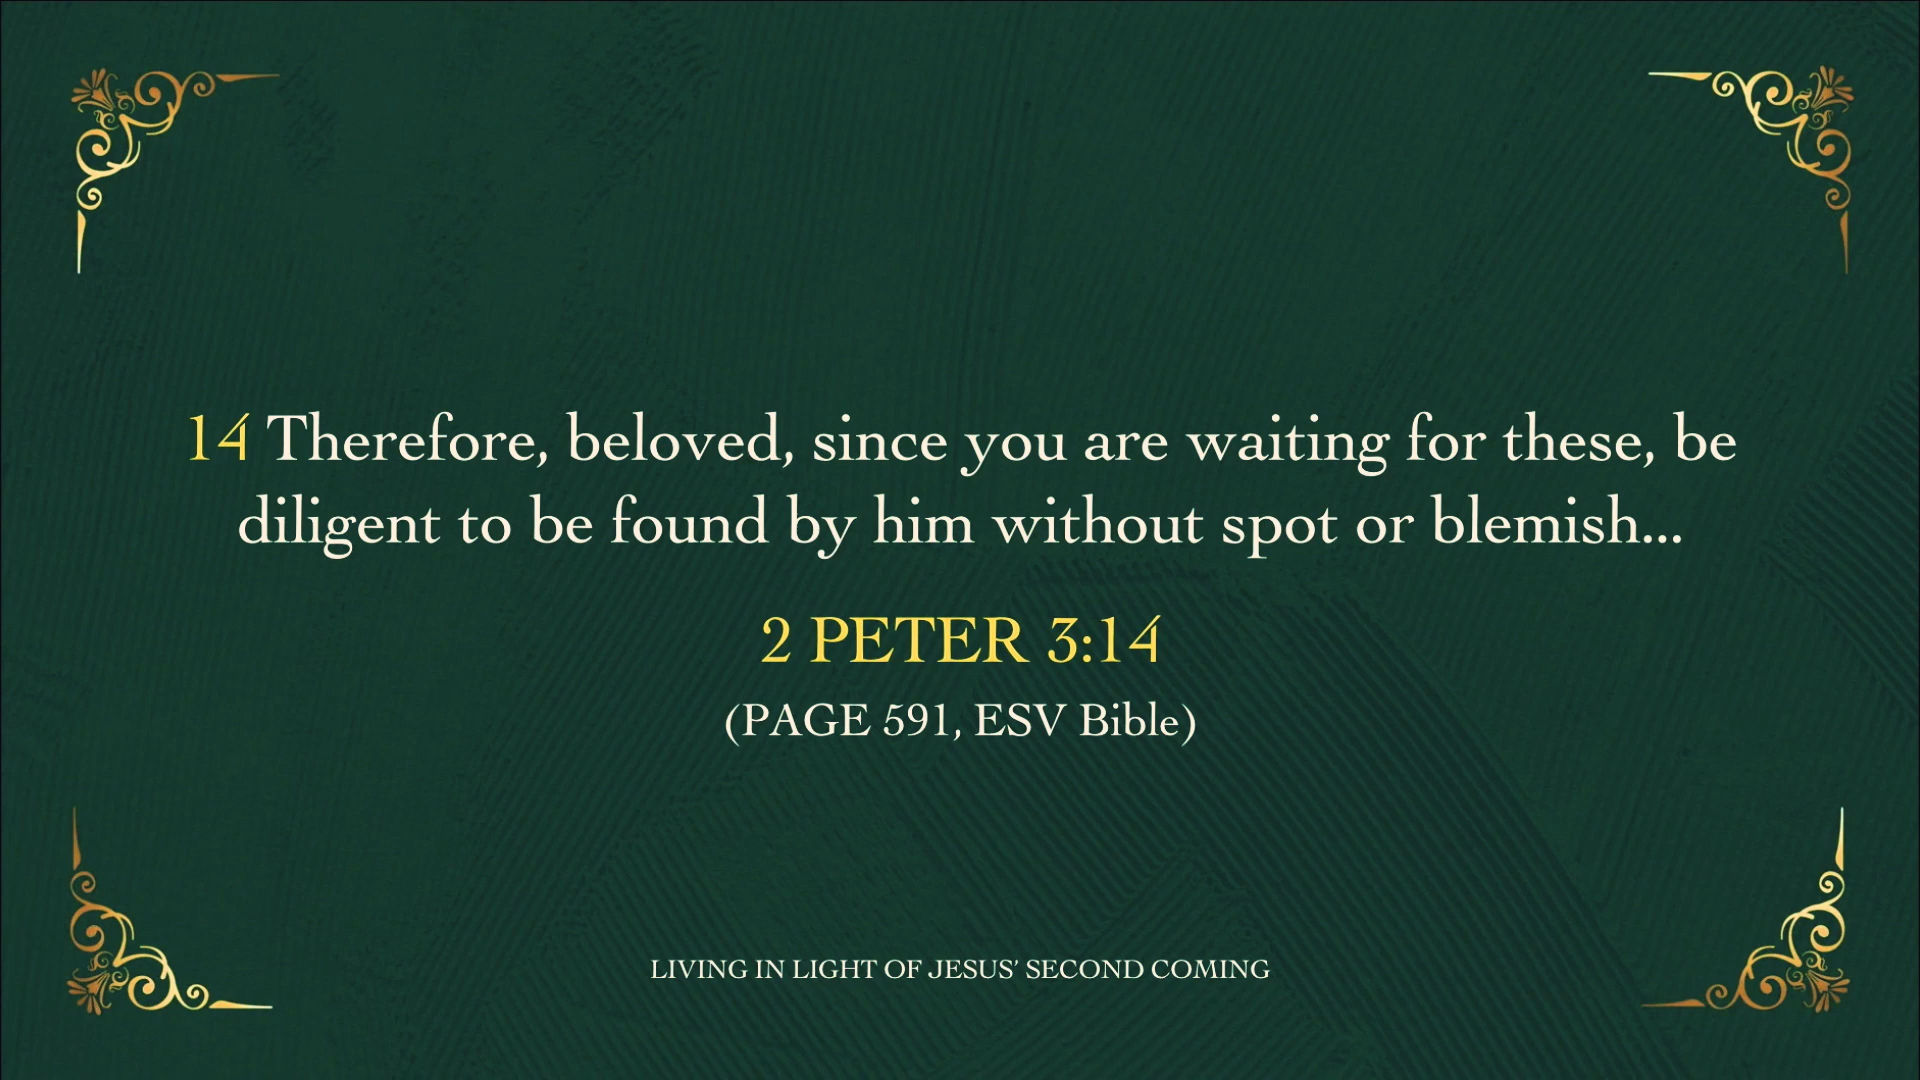 14 Therefore, beloved, since you are waiting for these, be
diligent to be found by him without spot or blemish...
2 PETER 3:14
(PAGE 591, ESV Bible)
LIVING IN LIGHT OF JESUS’ SECOND COMING